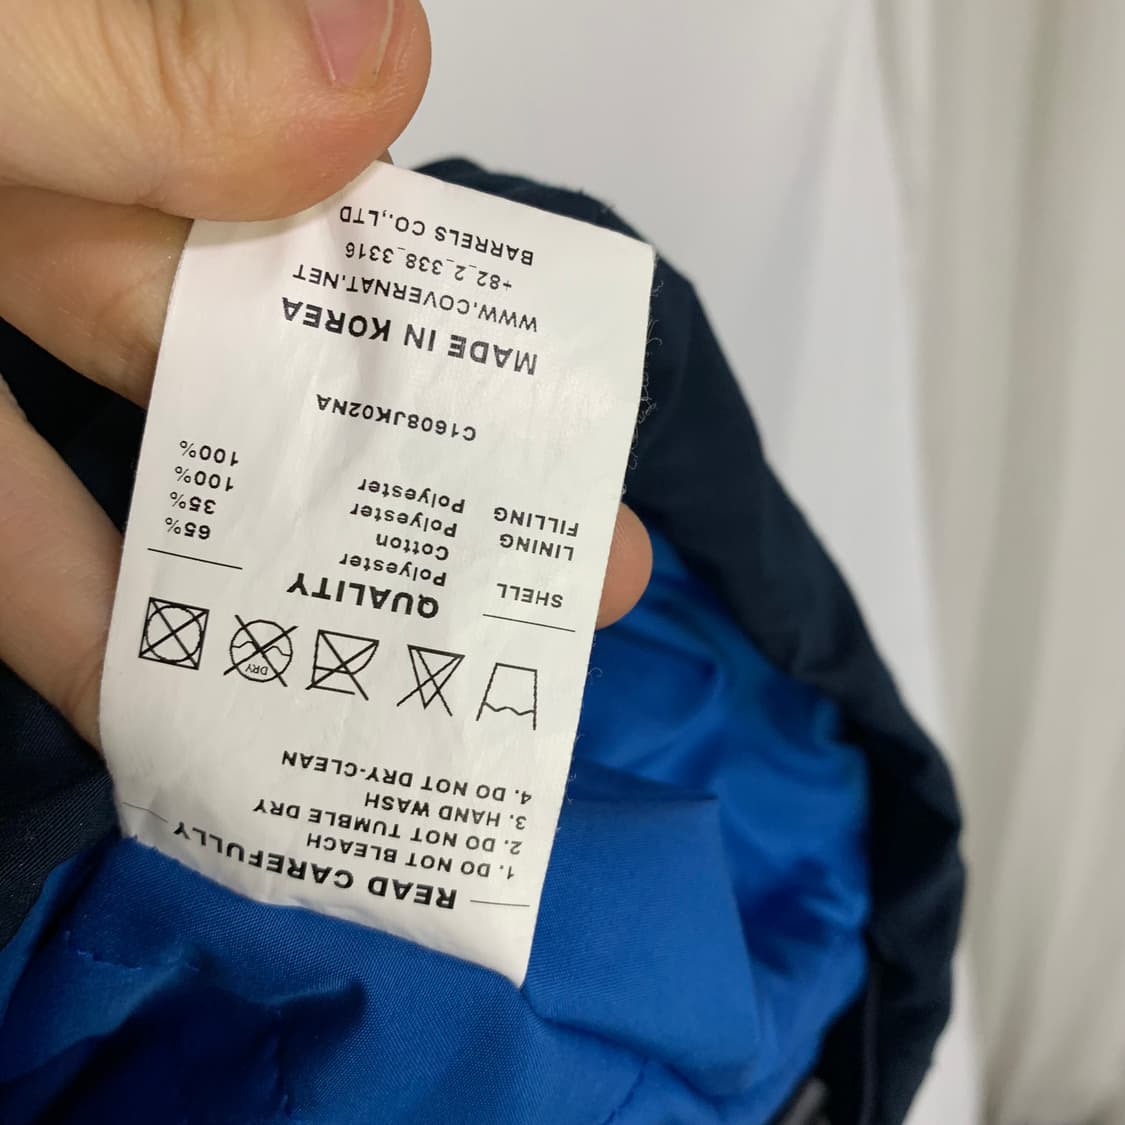 READ CAREFULLY
1. DO NOT BLEACH
2. DO NOT TUMBLE DRY
3. HAND WASH
4. DO NOT DRY-CLEAN
DRY
QUALITY
SHELL Polyester 65%
Cotton 35%
LINING Polyester 100%
FILLING Polyester 100%
C1608JK02NA
MADE IN KOREA
WWW.COVERNAT.NET
+82_2_338_3316
BARRELS CO.,LTD